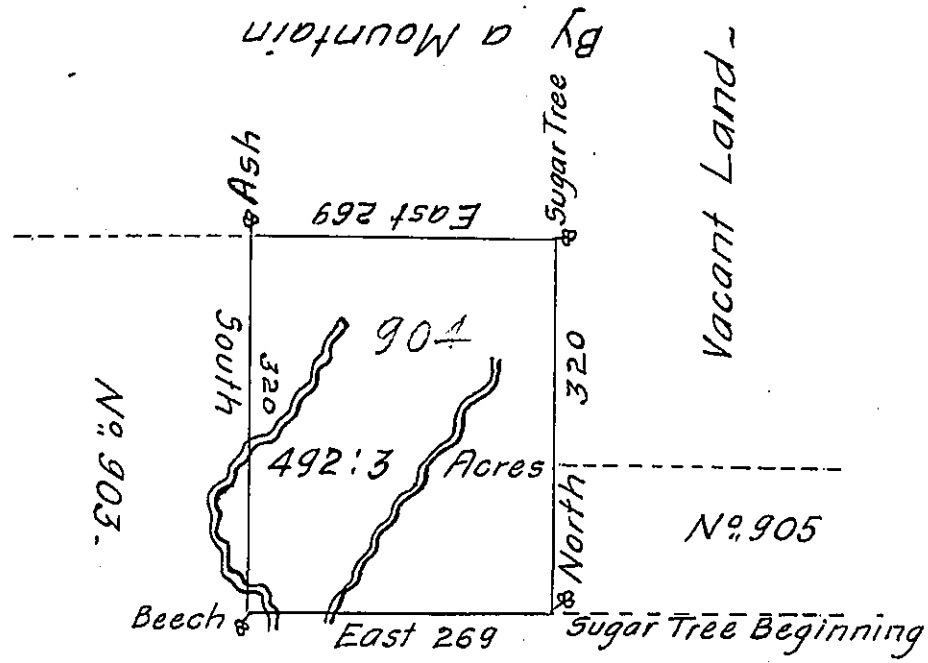 By a Mountain
Vacant Land-
Sugar Tree
Ash
East 269
904
South
320
320
No. 903.
492:3 Acres
North
No. 905
Beech
East 269
Sugar Tree Beginning